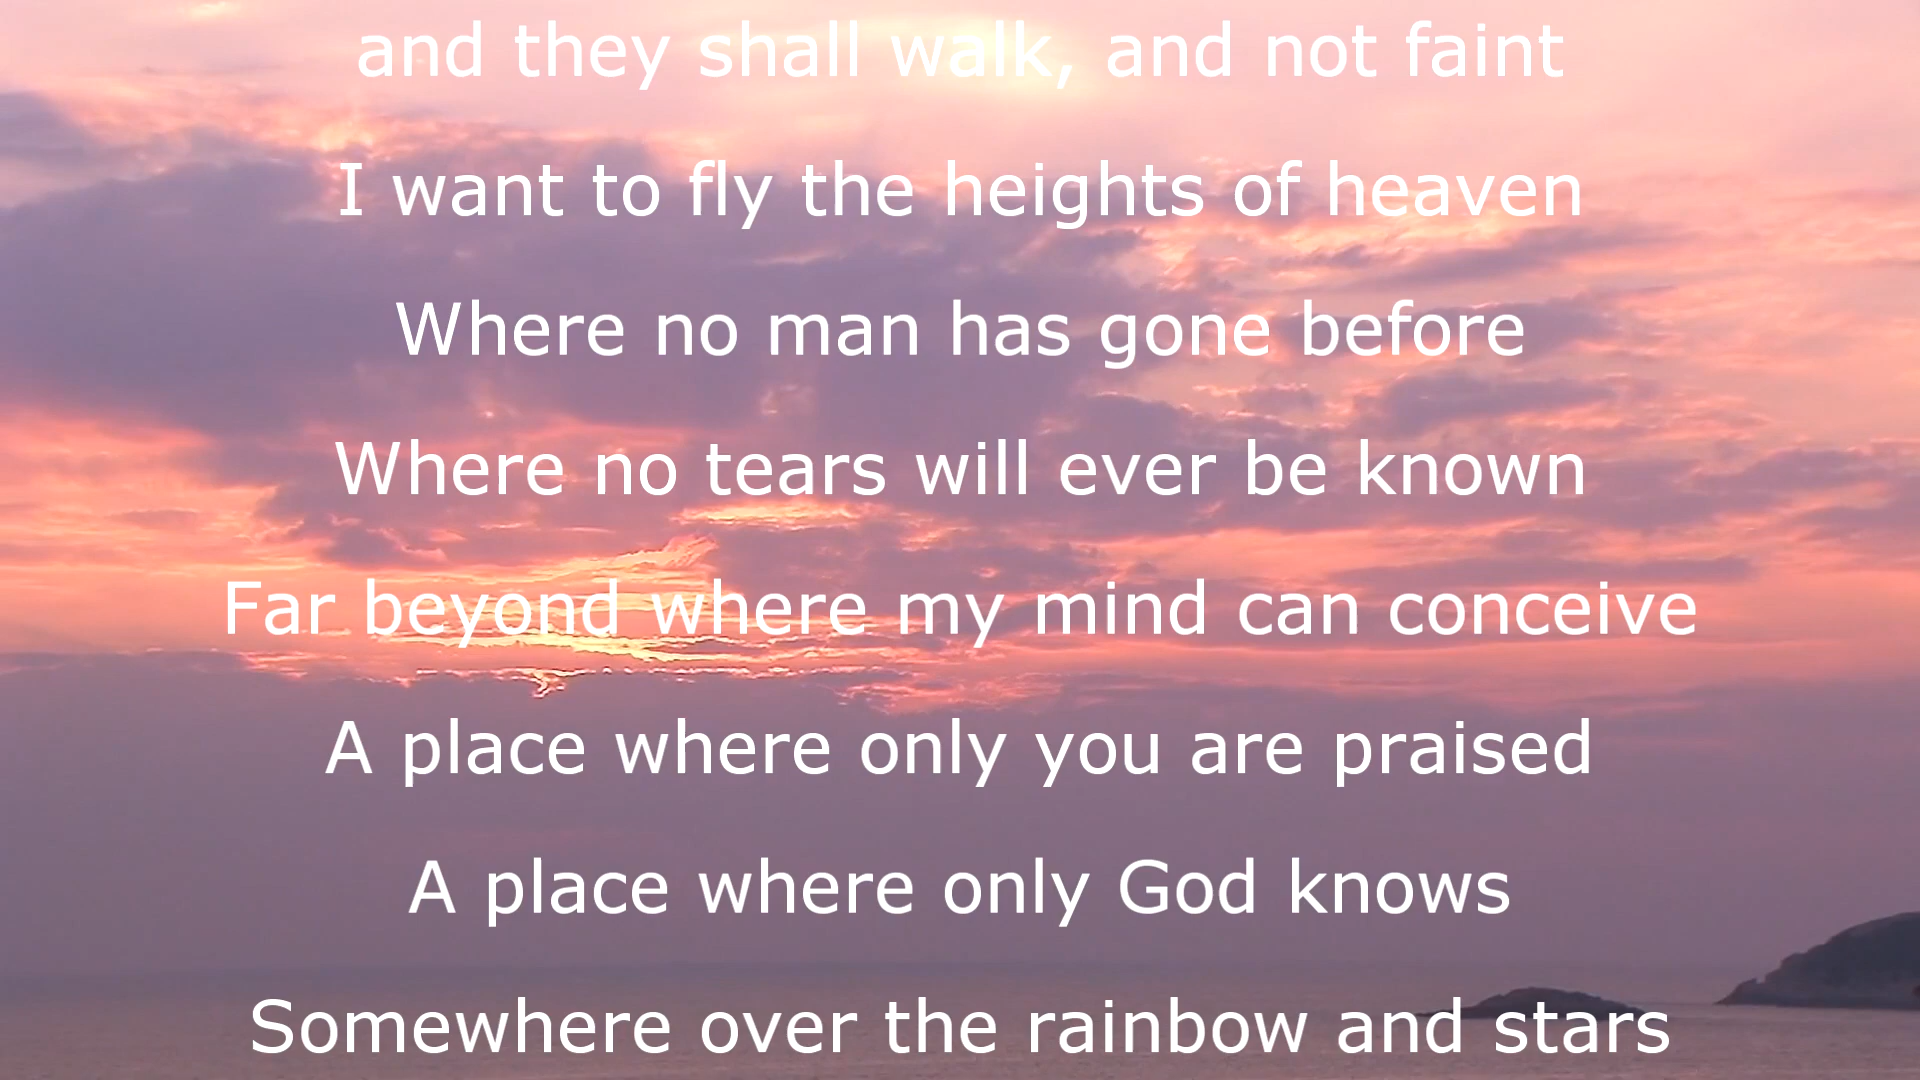 and they shall walk, and not faint
I want to fly the heights of heaven
Where no man has gone before
Where no tears will ever be known
Far beyond where my mind can conceive
A place where only you are praised
A place where only God knows
Somewhere over the rainbow and stars